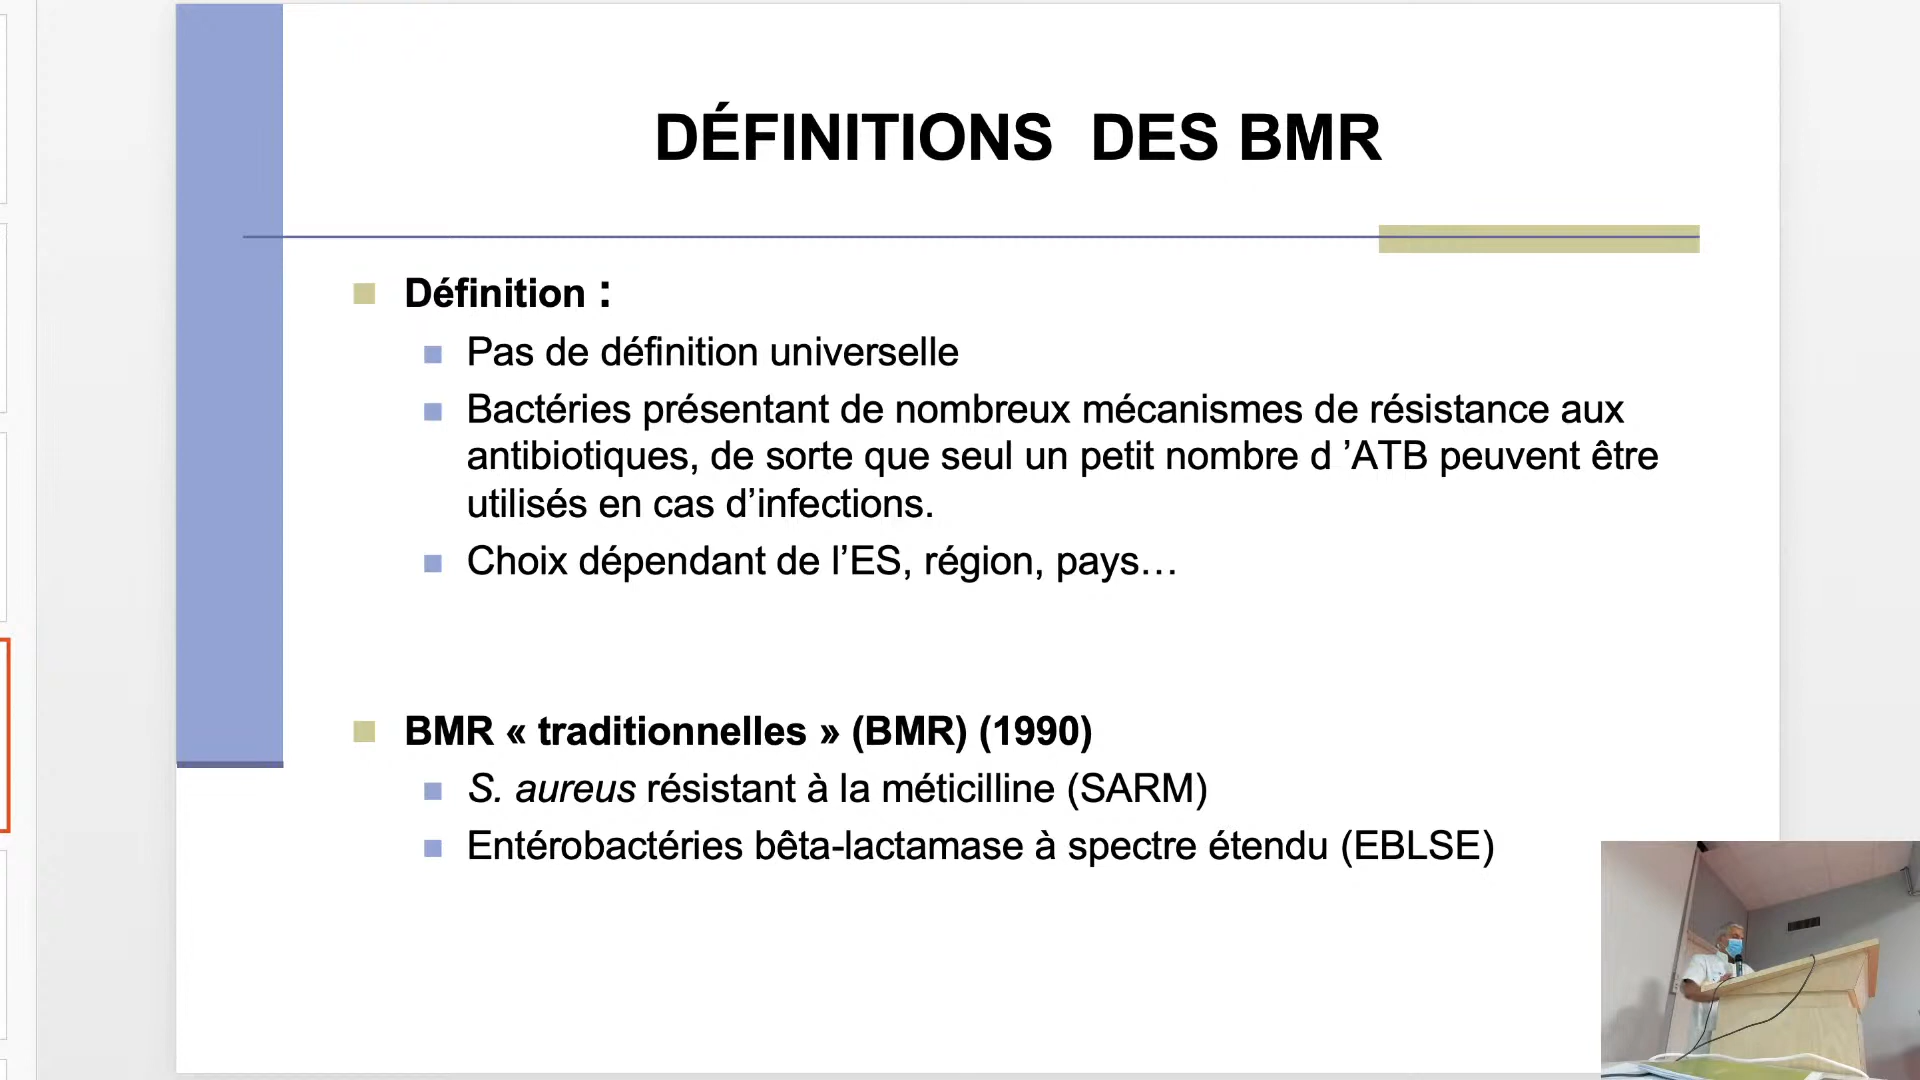 DÉFINITIONS  DES BMR
Définition :
Pas de définition universelle
Bactéries présentant de nombreux mécanismes de résistance aux
antibiotiques, de sorte que seul un petit nombre d ’ATB peuvent être
utilisés en cas d’infections.
Choix dépendant de l’ES, région, pays…
BMR « traditionnelles » (BMR) (1990)
S. aureus résistant à la méticilline (SARM)
Entérobactéries bêta-lactamase à spectre étendu (EBLSE)